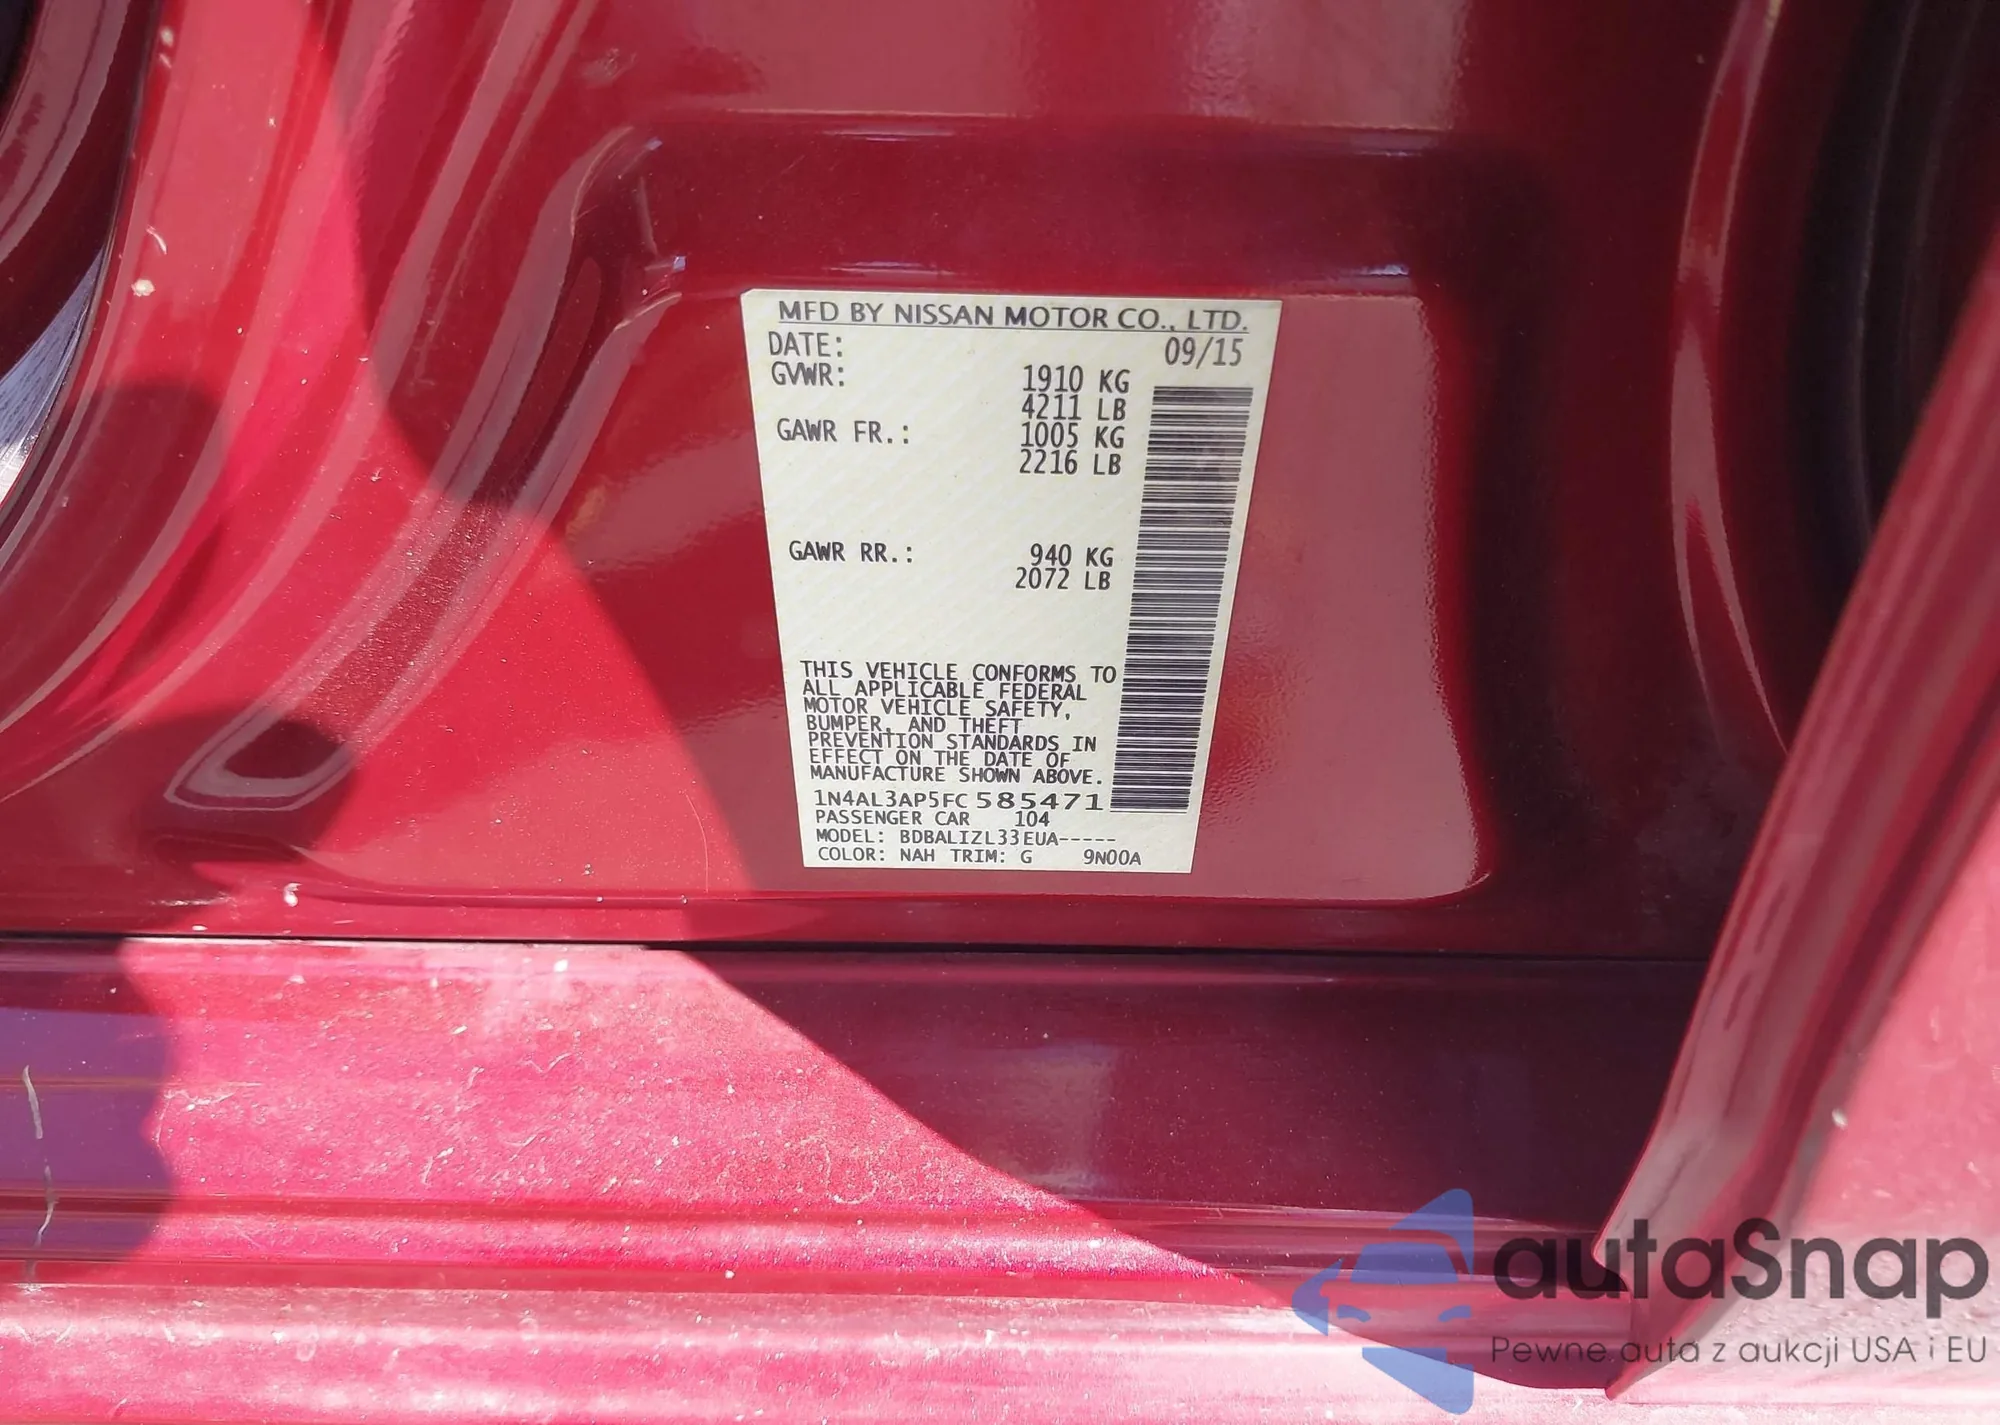 MFD BY NISSAN MOTOR CO., LTD.
DATE: 09/15
GVWR: 1910 KG
4211 LB
GAWR FR.: 1005 KG
2216 LB
GAWR RR.: 940 KG
2072 LB
THIS VEHICLE CONFORMS TO
ALL APPLICABLE FEDERAL
MOTOR VEHICLE SAFETY,
BUMPER, AND THEFT
PREVENTION STANDARDS IN
EFFECT ON THE DATE OF
MANUFACTURE SHOWN ABOVE.
1N4AL3AP5FC585471
PASSENGER CAR 104
MODEL: BDBALIZL33EUA-----
COLOR: NAH TRIM: G 9N00A
autaSnap
Pewne auta z aukcji USA i EU